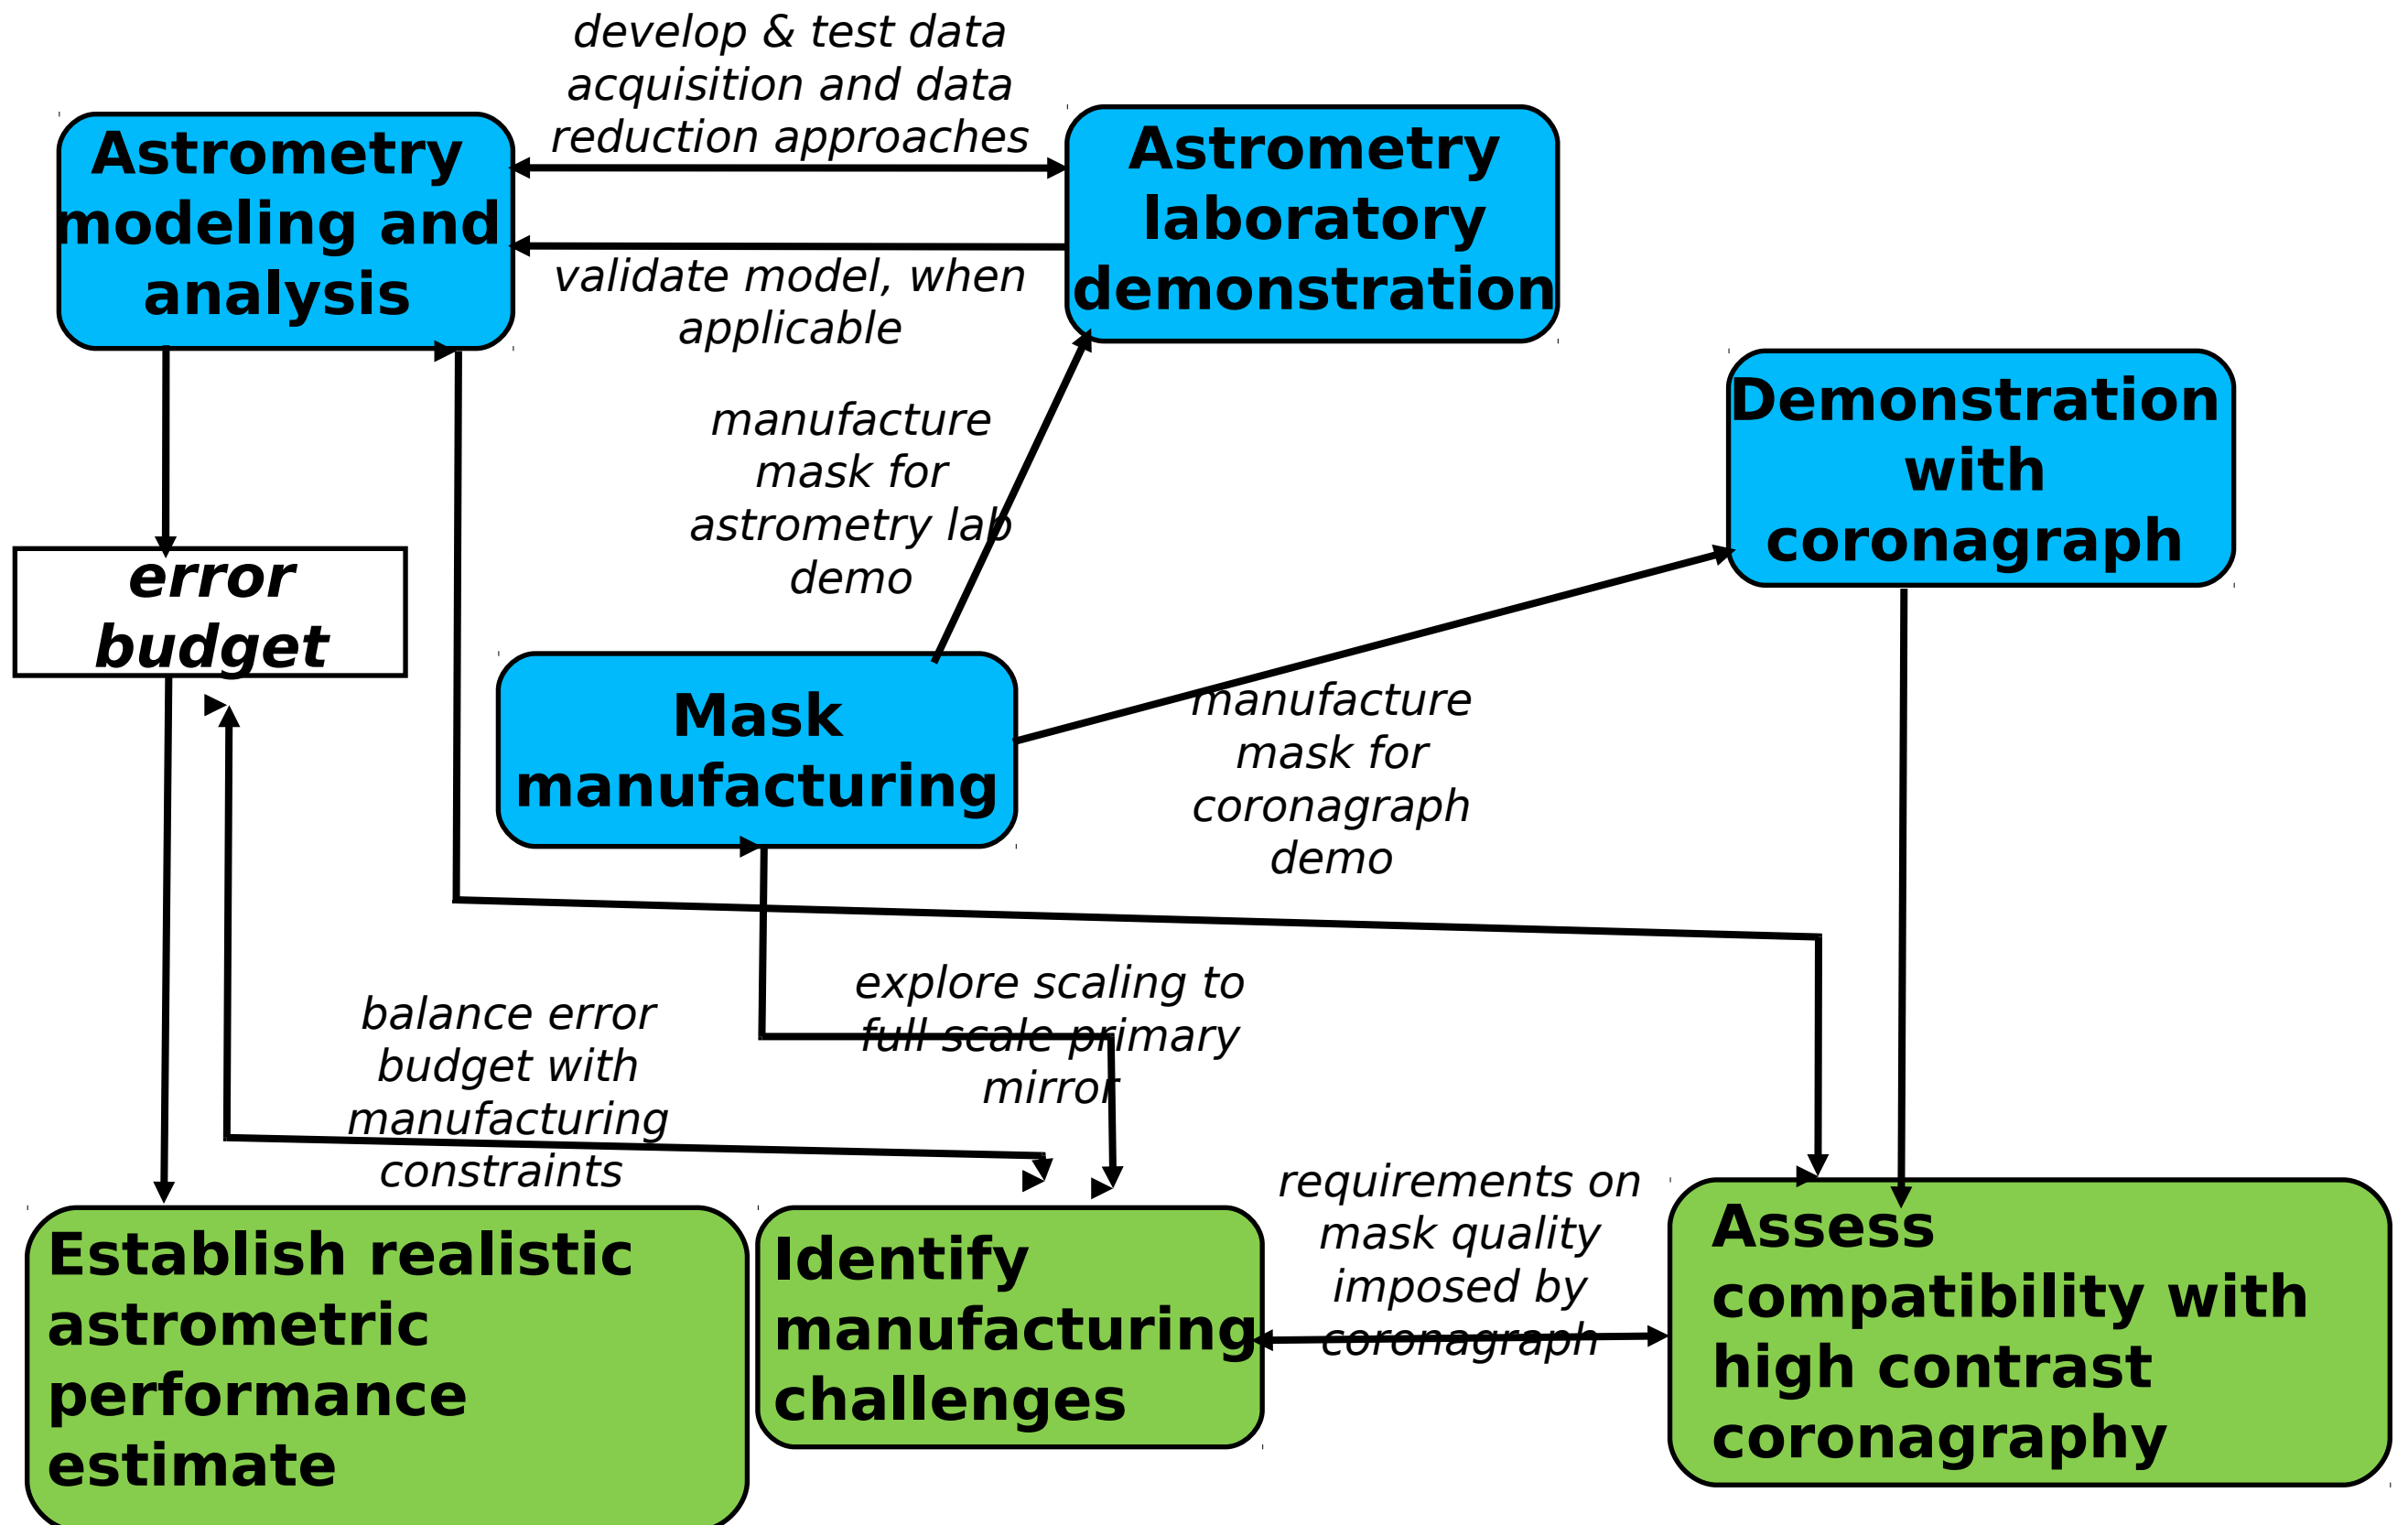 develop & test data
acquisition and data
reduction approaches
Astrometry
modeling and
analysis
Astrometry
laboratory
demonstration
validate model, when
applicable
manufacture
mask for
astrometry lab
demo
Demonstration
with
coronagraph
error
budget
Mask
manufacturing
manufacture
mask for
coronagraph
demo
explore scaling to
full scale primary
mirror
balance error
budget with
manufacturing
constraints
requirements on
mask quality
imposed by
coronagraph
Establish realistic
astrometric
performance
estimate
Identify
manufacturing
challenges
Assess
compatibility with
high contrast
coronagraphy